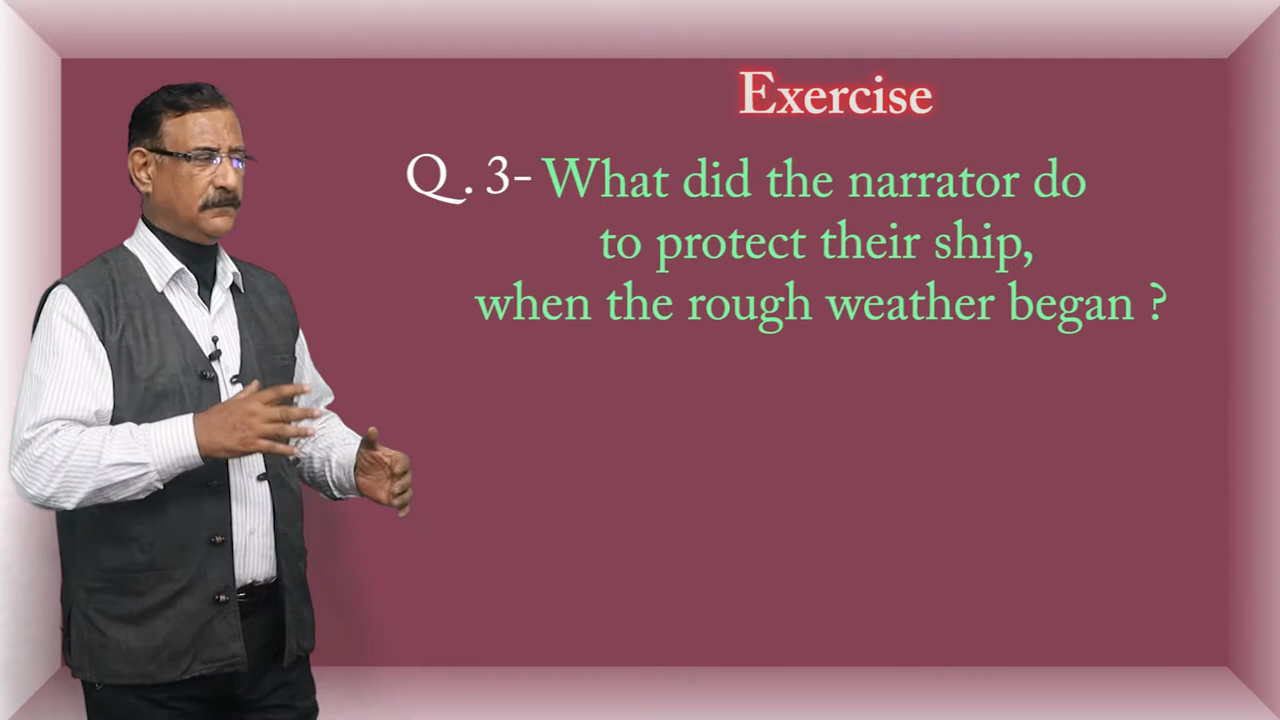 Exercise
Q . 3- What did the narrator do
to protect their ship,
when the rough weather began ?